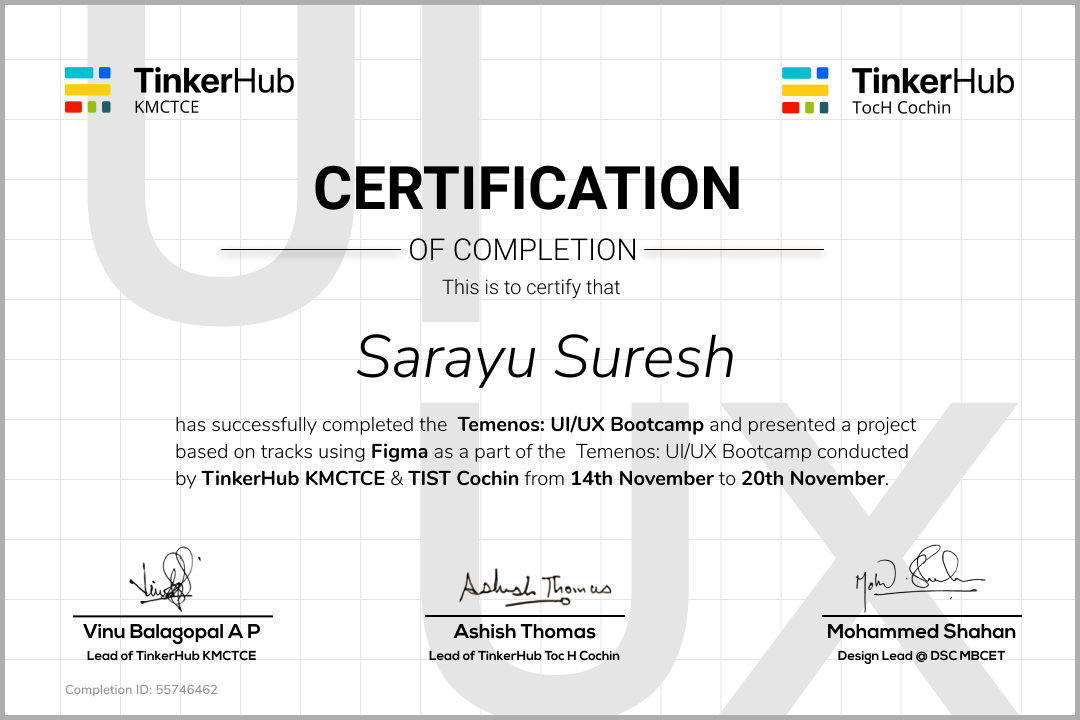 TinkerHub
KMCTCE
TinkerHub
TocH Cochin
UI
CERTIFICATION
OF COMPLETION
This is to certify that
Sarayu Suresh
has successfully completed the Temenos: UI/UX Bootcamp and presented a project
based on tracks using Figma as a part of the Temenos: UI/UX Bootcamp conducted
by TinkerHub KMCTCE & TIST Cochin from 14th November to 20th November.
UX
Ashish Thomas
Vinu Balagopal A P
Lead of TinkerHub KMCTCE
Ashish Thomas
Lead of TinkerHub Toc H Cochin
Mohammed Shahan
Design Lead @ DSC MBCET
Completion ID: 55746462